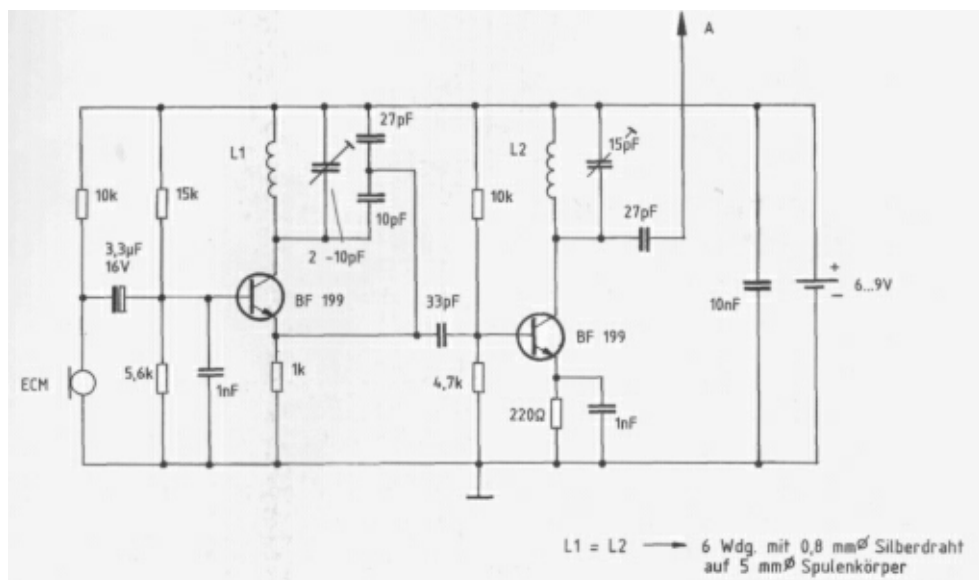 A
27pF
L1
L2
15pF
10k
15k
10k
10pF
27pF
2 -10pF
3,3µF
16V
BF 199
33pF
BF 199
10nF
+
6...9V
-
ECM
5,6k
1nF
1k
4,7k
220Ω
1nF
L1 = L2 6 Wdg. mit 0,8 mmØ Silberdraht
auf 5 mmØ Spulenkörper